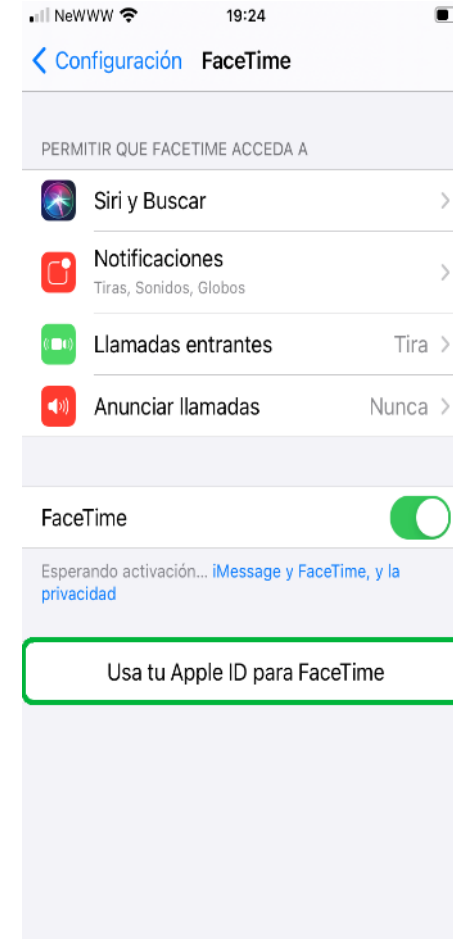 NeWWW 19:24
Configuración FaceTime
PERMITIR QUE FACETIME ACCEDA A
Siri y Buscar
Notificaciones
Tiras, Sonidos, Globos
Llamadas entrantes Tira
Anunciar llamadas Nunca
FaceTime
Esperando activación... iMessage y FaceTime, y la
privacidad
Usa tu Apple ID para FaceTime